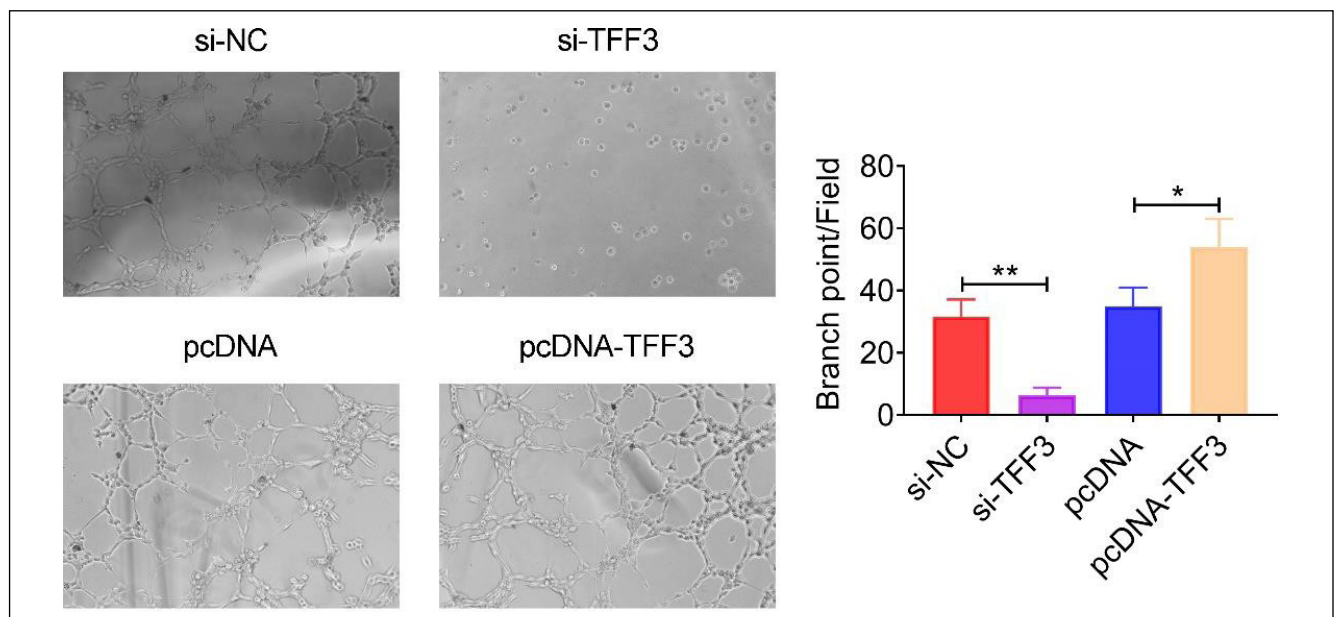 si-NC
si-TFF3
pcDNA
pcDNA-TFF3
Branch point/Field
80
60
40
20
0
**
*
si-NC
si-TFF3
pcDNA
pcDNA-TFF3